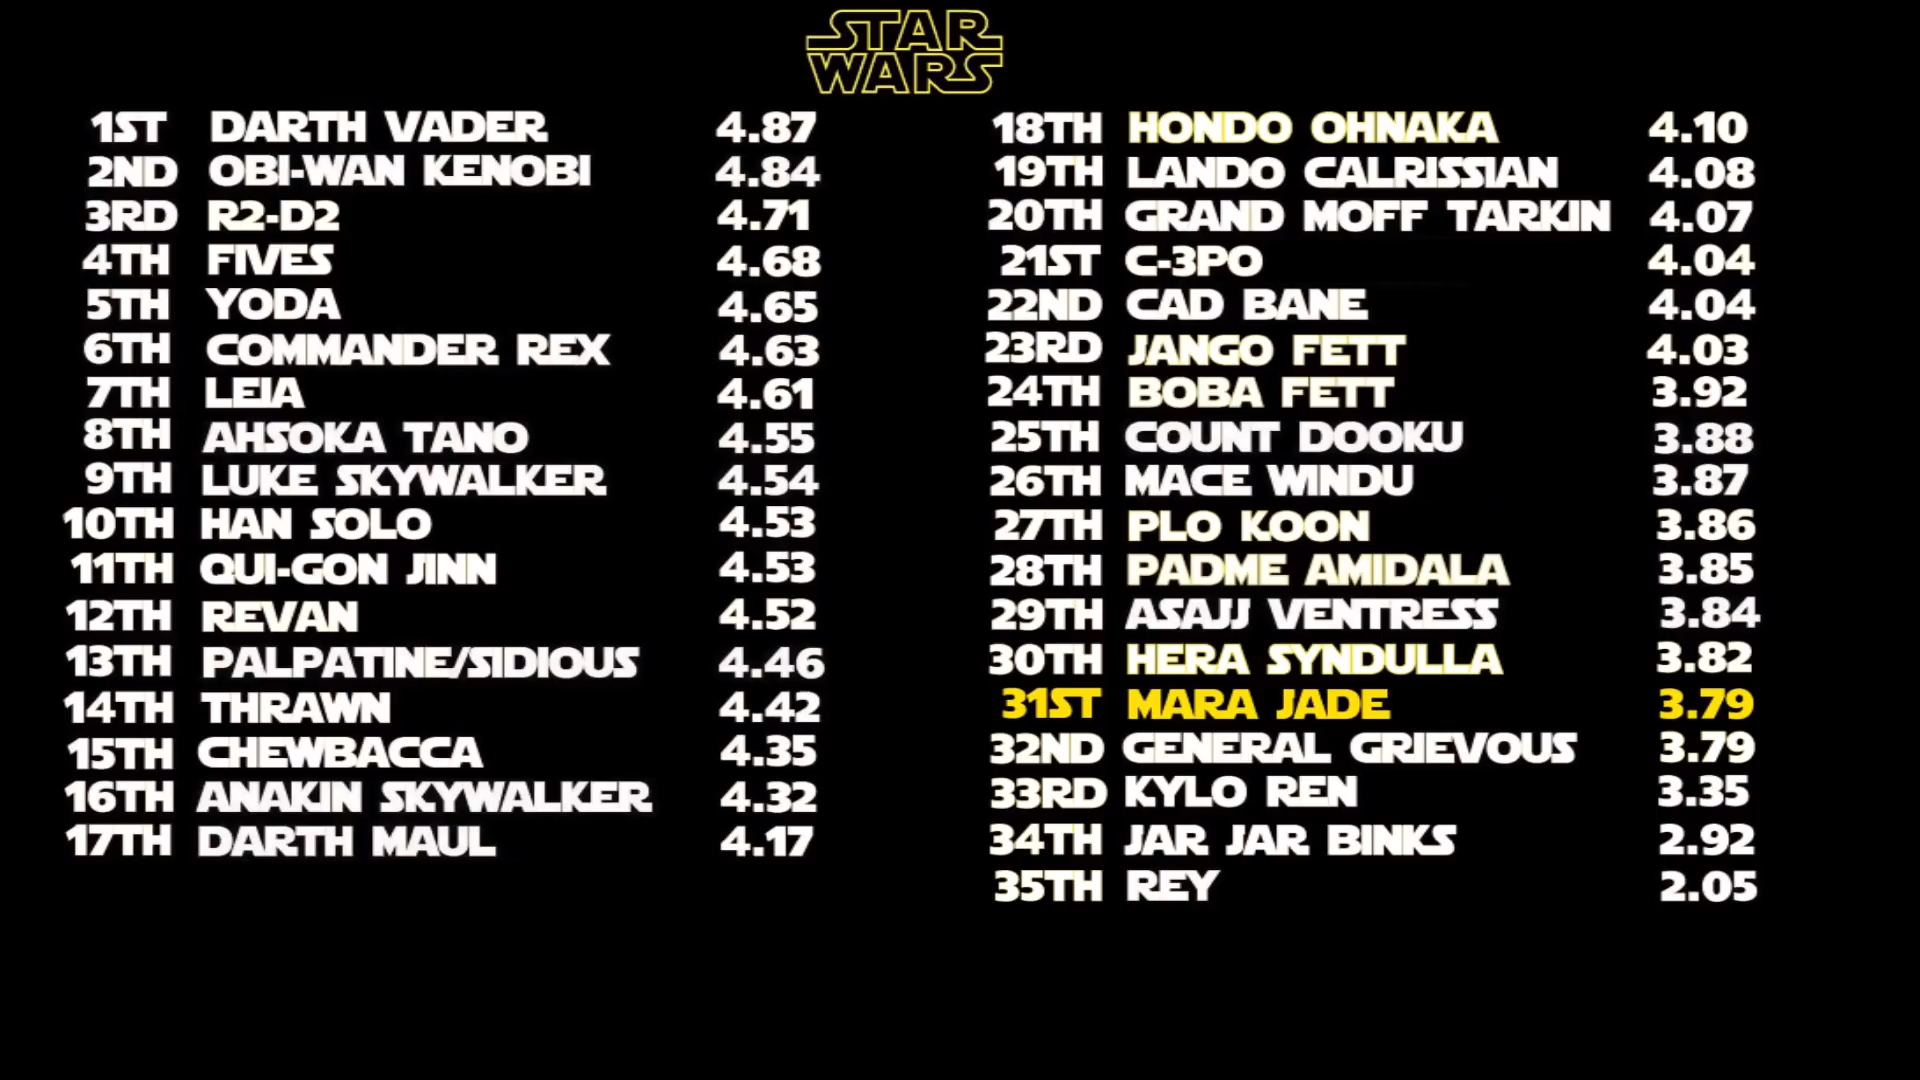 STAR
WARS
1ST DARTH VADER 4.87
2ND OBI-WAN KENOBI 4.84
3RD R2-D2 4.71
4TH FIVES 4.68
5TH YODA 4.65
6TH COMMANDER REX 4.63
7TH LEIA 4.61
8TH AHSOKA TANO 4.55
9TH LUKE SKYWALKER 4.54
10TH HAN SOLO 4.53
11TH QUI-GON JINN 4.53
12TH REVAN 4.52
13TH PALPATINE/SIDIOUS 4.46
14TH THRAWN 4.42
15TH CHEWBACCA 4.35
16TH ANAKIN SKYWALKER 4.32
17TH DARTH MAUL 4.17
18TH HONDO OHNAKA 4.10
19TH LANDO CALRISSIAN 4.08
20TH GRAND MOFF TARKIN 4.07
21ST C-3PO 4.04
22ND CAD BANE 4.04
23RD JANGO FETT 4.03
24TH BOBA FETT 3.92
25TH COUNT DOOKU 3.88
26TH MACE WINDU 3.87
27TH PLO KOON 3.86
28TH PADME AMIDALA 3.85
29TH ASAJJ VENTRESS 3.84
30TH HERA SYNDULLA 3.82
31ST MARA JADE 3.79
32ND GENERAL GRIEVOUS 3.79
33RD KYLO REN 3.35
34TH JAR JAR BINKS 2.92
35TH REY 2.05